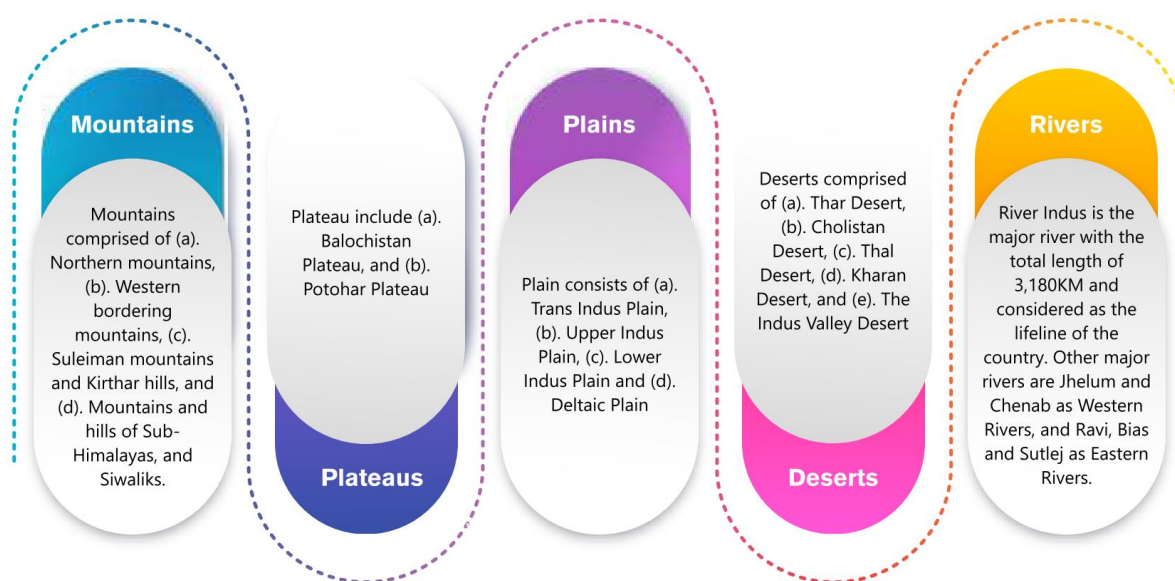 Mountains
Mountains
comprised of (a).
Northern mountains,
(b). Western
bordering
mountains, (c).
Suleiman mountains
and Kirthar hills, and
(d). Mountains and
hills of Sub-
Himalayas, and
Siwaliks.
Plateau include (a).
Balochistan
Plateau, and (b).
Potohar Plateau
Plateaus
Plains
Plain consists of (a).
Trans Indus Plain,
(b). Upper Indus
Plain, (c). Lower
Indus Plain and (d).
Deltaic Plain
Deserts comprised
of (a). Thar Desert,
(b). Cholistan
Desert, (c). Thal
Desert, (d). Kharan
Desert, and (e). The
Indus Valley Desert
Deserts
Rivers
River Indus is the
major river with the
total length of
3,180KM and
considered as the
lifeline of the
country. Other major
rivers are Jhelum and
Chenab as Western
Rivers, and Ravi, Bias
and Sutlej as Eastern
Rivers.